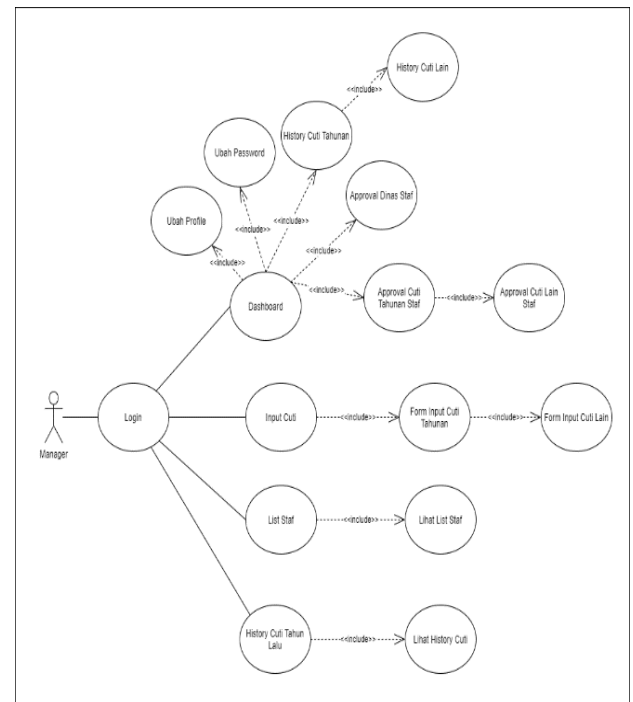 History Cuti Lain
<<include>>
History Cuti Tahunan
Ubah Password
Approval Dinas Staf
Ubah Profile
<<include>>
<<include>>
<<include>>
<<include>>
<<include>>
Approval Cuti
Tahunan Staf
<<include>>
Approval Cuti Lain
Staf
Dashboard
Manager
Login
Input Cuti
<<include>>
Form Input Cuti
Tahunan
<<include>>
Form Input Cuti Lain
List Staf
<<include>>
Lihat List Staf
History Cuti Tahun
Lalu
<<include>>
Lihat History Cuti